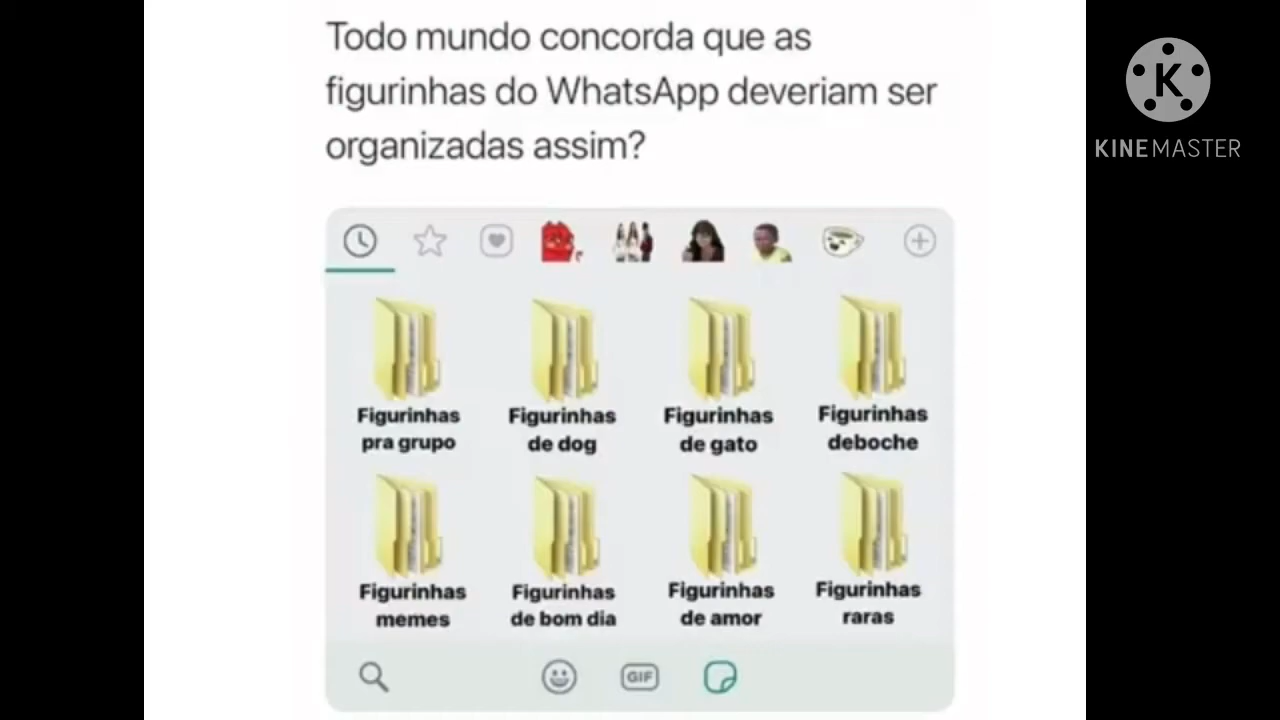 Todo mundo concorda que as
figurinhas do WhatsApp deveriam ser
organizadas assim?
K
KINEMASTER
Figurinhas
pra grupo
Figurinhas
de dog
Figurinhas
de gato
Figurinhas
deboche
Figurinhas
memes
Figurinhas
de bom dia
Figurinhas
de amor
Figurinhas
raras
GIF